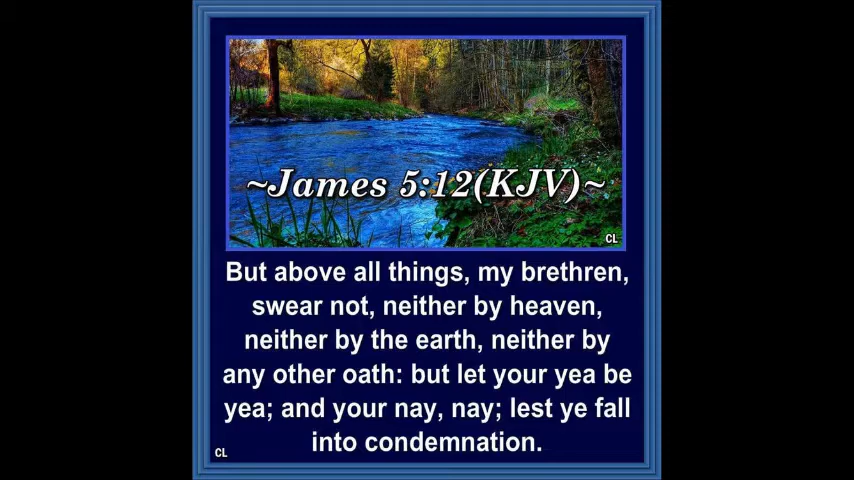 ~James 5:12(KJV)~
CL
But above all things, my brethren,
swear not, neither by heaven,
neither by the earth, neither by
any other oath: but let your yea be
yea; and your nay, nay; lest ye fall
into condemnation.
CL